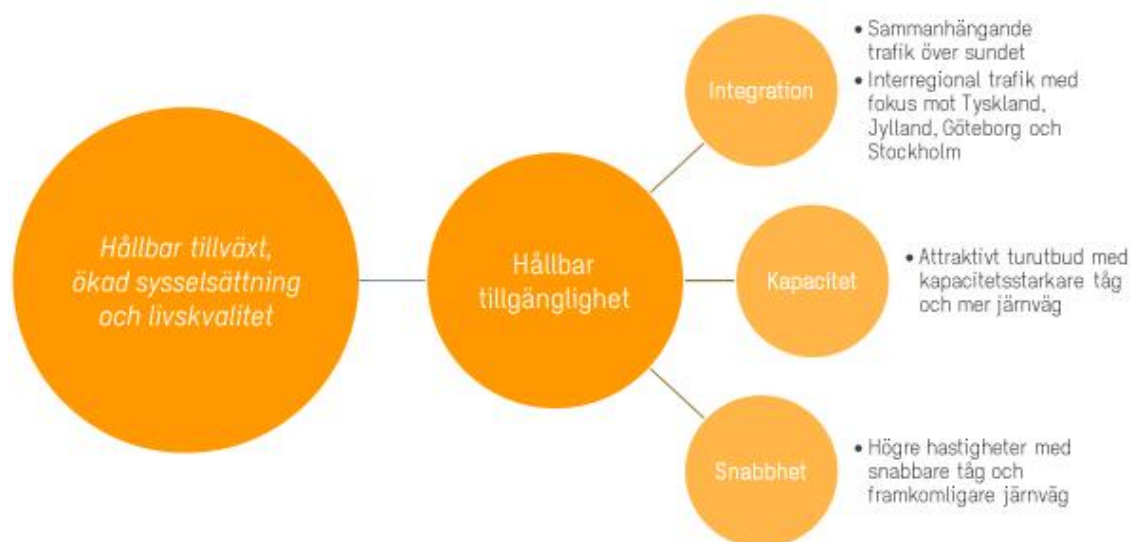 Hållbar tillväxt,
ökad sysselsättning
och livskvalitet
Hållbar
tillgänglighet
Integration
• Sammanhängande
trafik över sundet
• Interregional trafik med
fokus mot Tyskland,
Jylland, Göteborg och
Stockholm
Kapacitet
• Attraktivt turutbud med
kapacitetsstarkare tåg
och mer järnväg
Snabbhet
• Högre hastigheter med
snabbare tåg och
framkomligare järnväg